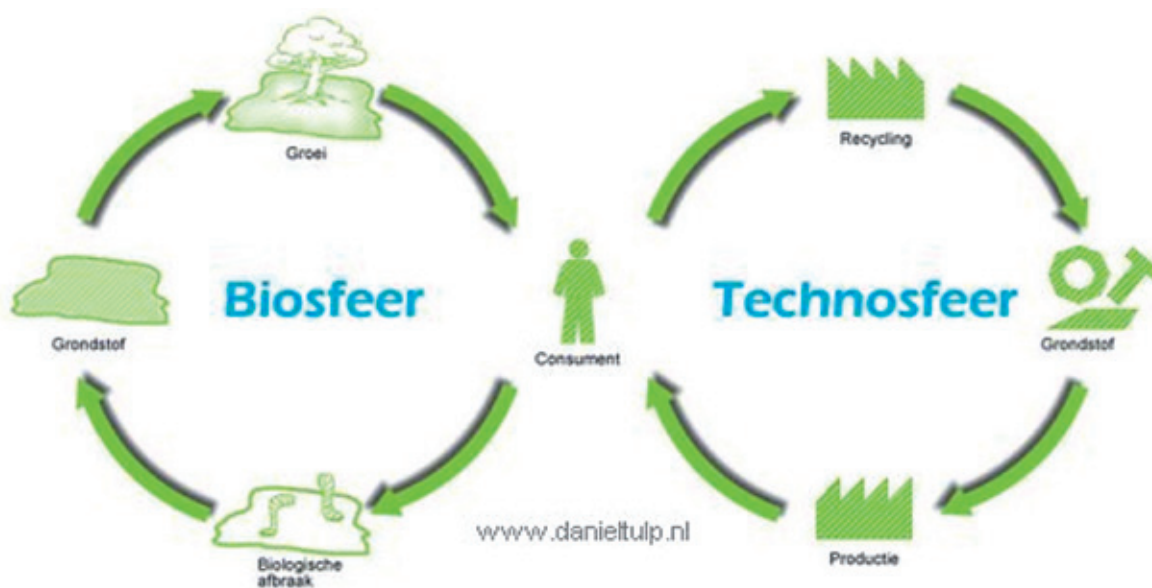 Groei
Recycling
Biosfeer
Technosfeer
Grondstof
Consument
Grondstof
www.danieltulp.nl
Biologische
afbraak
Productie